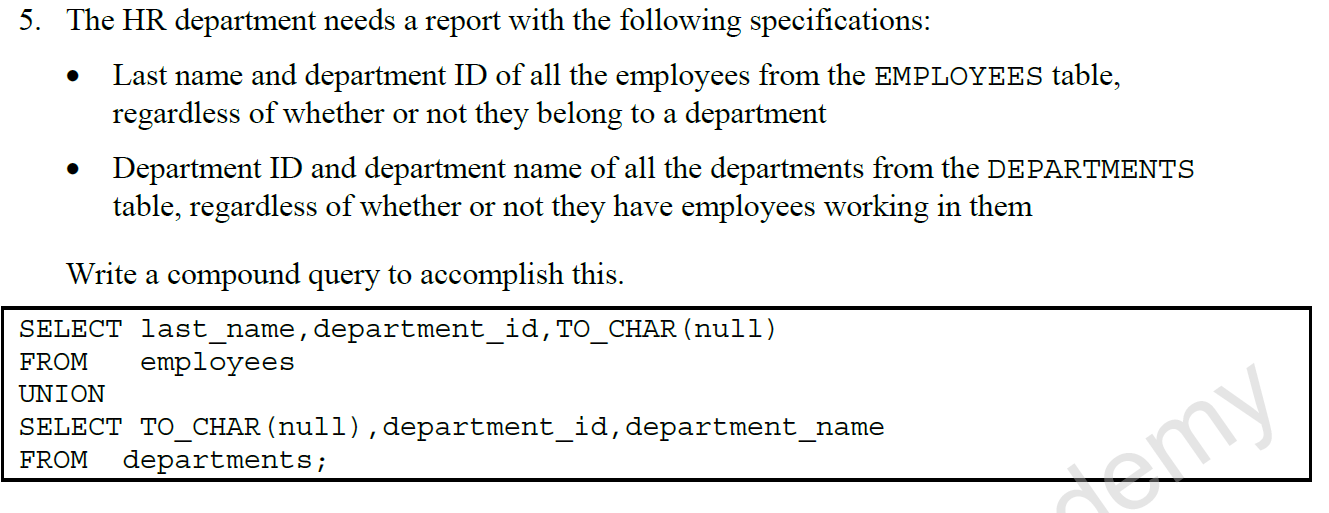 5. The HR department needs a report with the following specifications:
• Last name and department ID of all the employees from the EMPLOYEES table,
regardless of whether or not they belong to a department
• Department ID and department name of all the departments from the DEPARTMENTS
table, regardless of whether or not they have employees working in them
Write a compound query to accomplish this.
SELECT last_name,department_id,TO_CHAR(null)
FROM   employees
UNION
SELECT TO_CHAR(null),department_id,department_name
FROM  departments;
demy